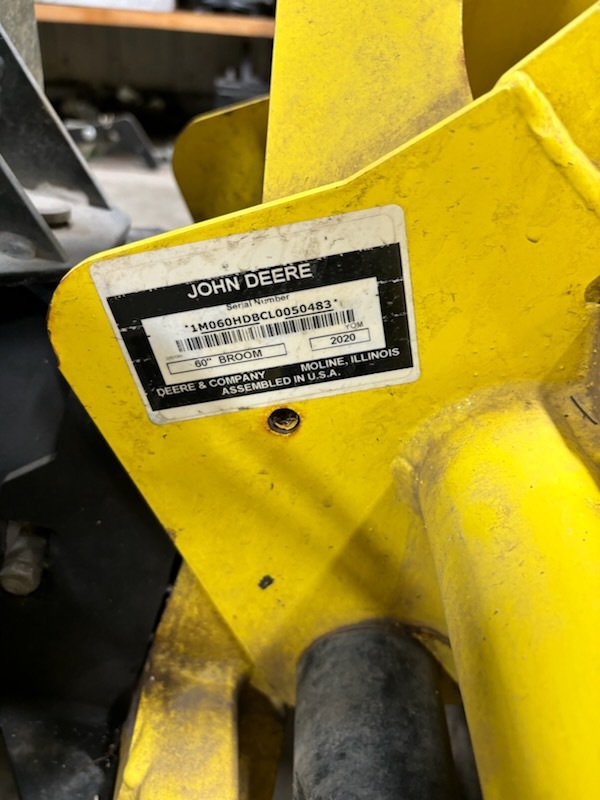 JOHN DEERE
Serial Number
*1M060HDBCL0050483*
YOM
60" BROOM 2020
DEERE & COMPANY MOLINE, ILLINOIS
ASSEMBLED IN U.S.A.